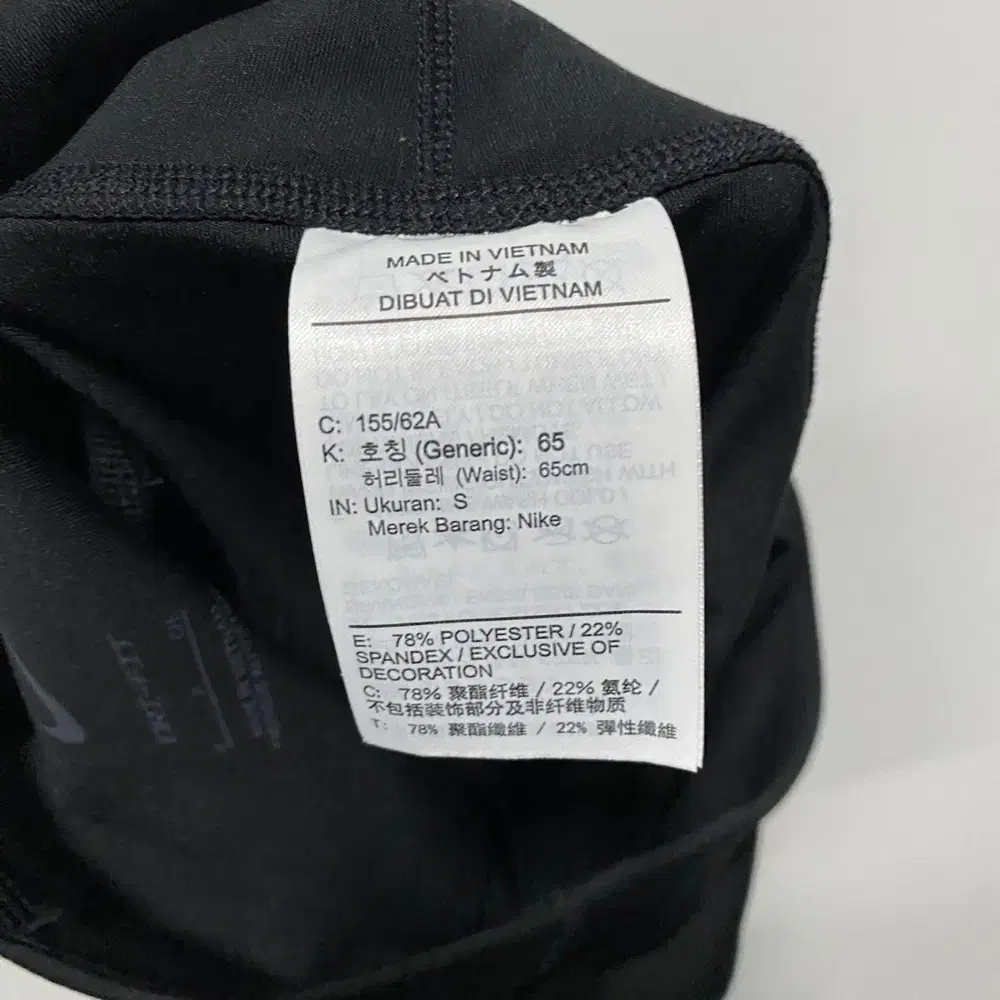 MADE IN VIETNAM
ベトナム製
DIBUAT DI VIETNAM
C: 155/62A
K: 호칭 (Generic): 65
허리둘레 (Waist): 65cm
IN: Ukuran: S
Merek Barang: Nike
E: 78% POLYESTER / 22%
SPANDEX / EXCLUSIVE OF
DECORATION
C: 78% 聚酯纤维 / 22% 氨纶 /
不包括装饰部分及非纤维物质
T: 78% 聚酯纖維 / 22% 彈性纖維